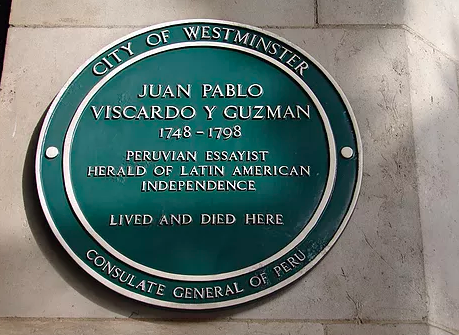 CITY OF WESTMINSTER
JUAN PABLO
VISCARDO Y GUZMAN
1748-1798
PERUVIAN ESSAYIST
HERALD OF LATIN AMERICAN
INDEPENDENCE
LIVED AND DIED HERE
CONSULATE GENERAL OF PERU